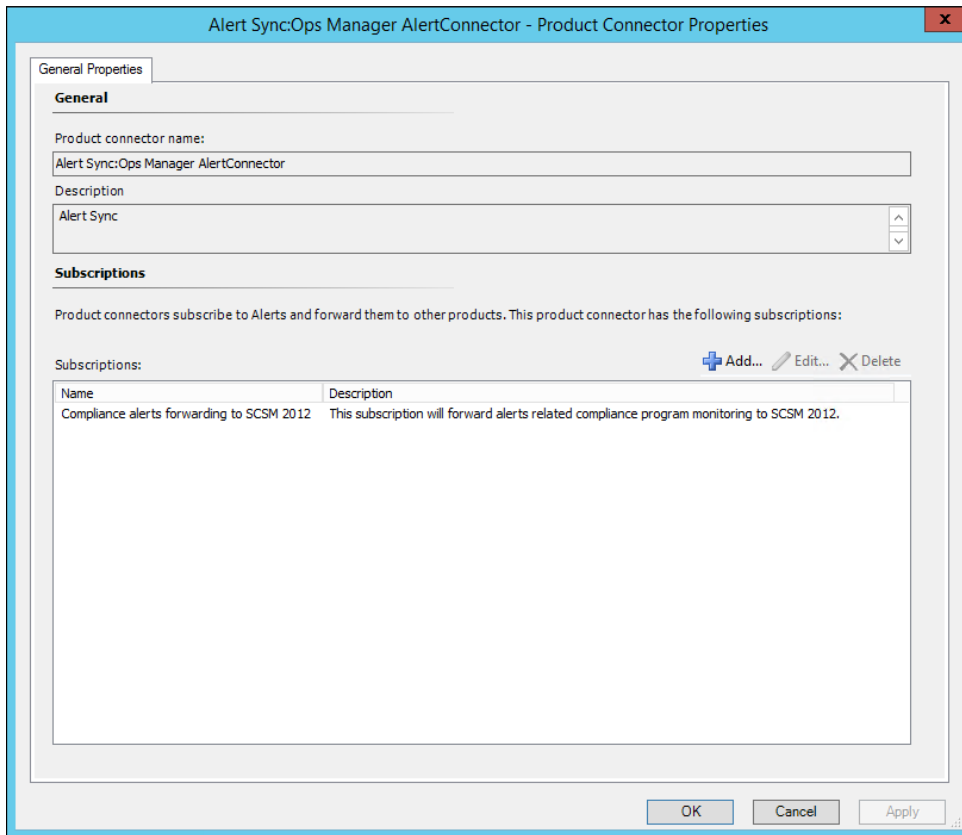 Alert Sync:Ops Manager AlertConnector - Product Connector Properties
x
General Properties
General
Product connector name:
Alert Sync:Ops Manager AlertConnector
Description
Alert Sync
Subscriptions
Product connectors subscribe to Alerts and forward them to other products. This product connector has the following subscriptions:
Subscriptions: Add... Edit... Delete
Name Description
Compliance alerts forwarding to SCSM 2012 This subscription will forward alerts related compliance program monitoring to SCSM 2012.
OK Cancel Apply